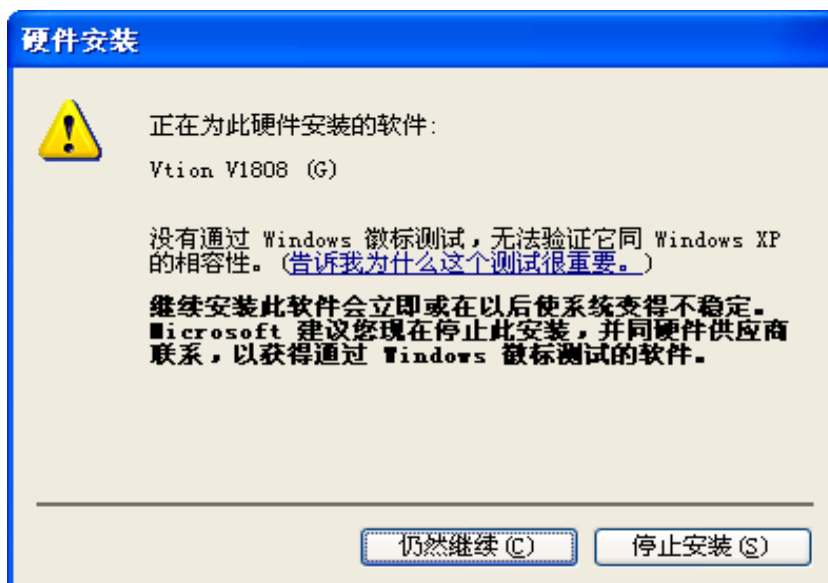 硬件安装
正在为此硬件安装的软件:
Vtion V1808 (G)
没有通过 Windows 徽标测试，无法验证它同 Windows XP
的相容性。(告诉我为什么这个测试很重要。)
继续安装此软件会立即或在以后使系统变得不稳定。
Microsoft 建议您现在停止此安装，并同硬件供应商
联系，以获得通过 Windows 徽标测试的软件。
仍然继续(C)
停止安装(S)